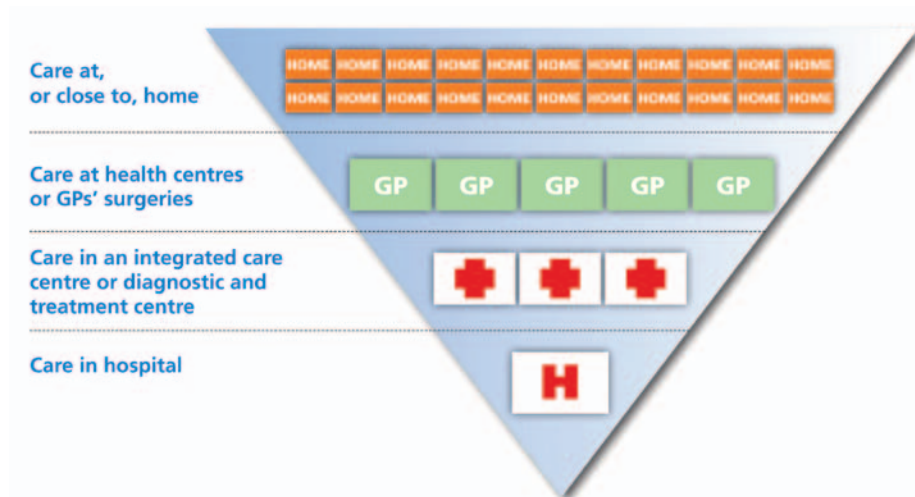 Care at,
or close to, home
HOME HOME HOME HOME HOME HOME HOME HOME HOME HOME HOME
HOME HOME HOME HOME HOME HOME HOME HOME HOME HOME HOME
Care at health centres
or GPs' surgeries
GP GP GP GP GP
Care in an integrated care
centre or diagnostic and
treatment centre
Care in hospital
H